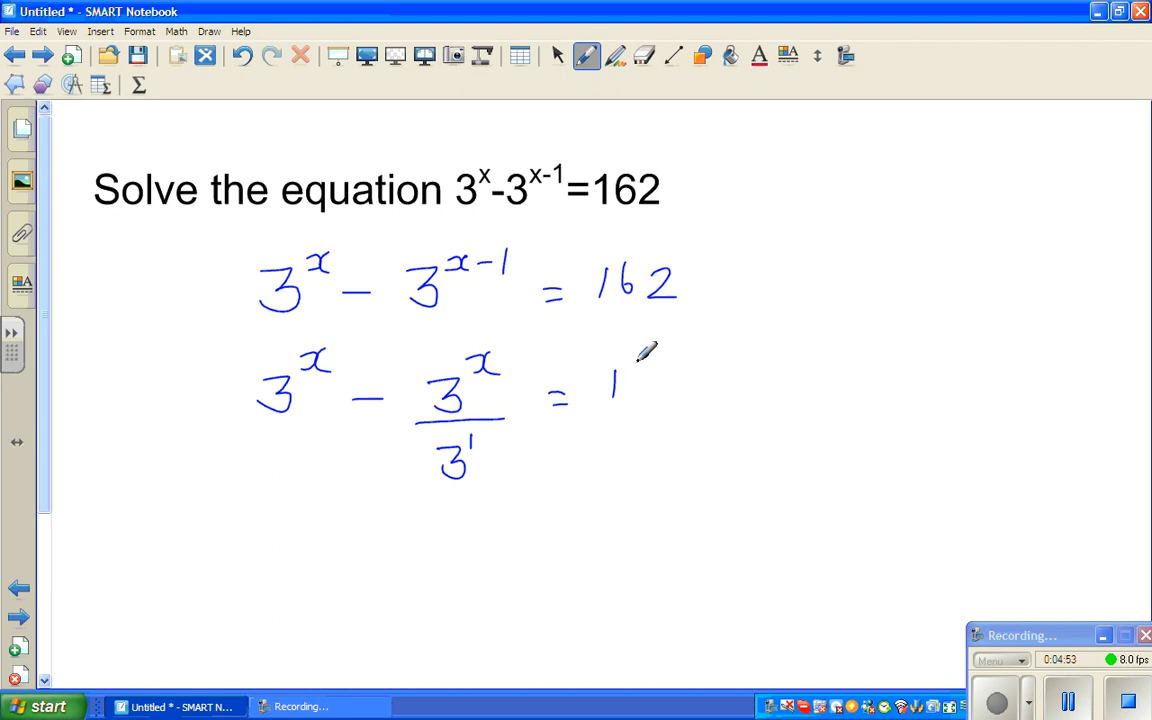 Untitled * - SMART Notebook
File Edit View Insert Format Math Draw Help
Solve the equation 3^x-3^(x-1)=162
3^x - 3^(x-1) = 162
3^x - 3^x/3^1 = 1
Recording...
Menu 0:04:53 8.0 fps
start Untitled * - SMART N... Recording...